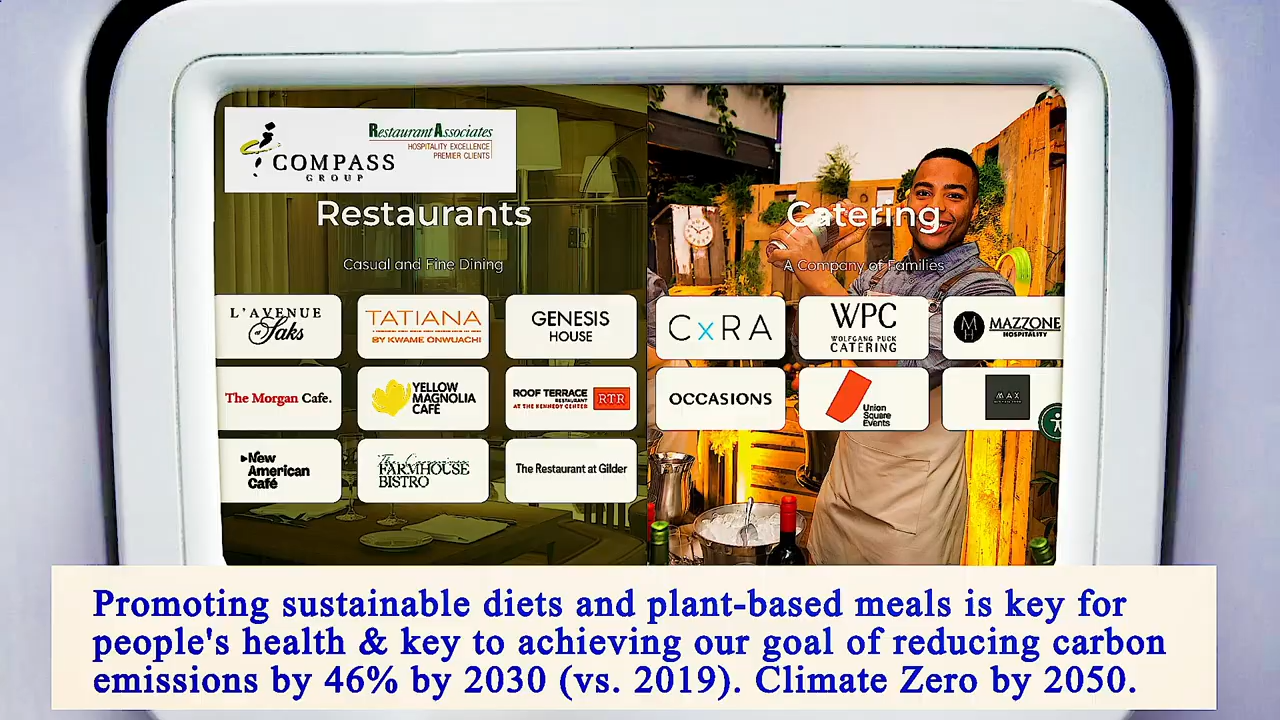 COMPASS
GROUP
Restaurant Associates
HOSPITALITY EXCELLENCE
PREMIER CLIENTS
Restaurants
Casual and Fine Dining
L'AVENUE
Saks
TATIANA
BY KWAME ONWUACHI
GENESIS
HOUSE
The Morgan Cafe.
YELLOW
MAGNOLIA
CAFÉ
ROOF TERRACE
RESTAURANT
AT THE KENNEDY CENTER
RTR
New
American
Café
FARMHOUSE
BISTRO
The Restaurant at Gilder
Catering
A Company of Families
CxRA
WPC
WOLFGANG PUCK
CATERING
MAZZONE
HOSPITALITY
OCCASIONS
Union
Square
Events
MAX
Promoting sustainable diets and plant-based meals is key for
people's health & key to achieving our goal of reducing carbon
emissions by 46% by 2030 (vs. 2019). Climate Zero by 2050.